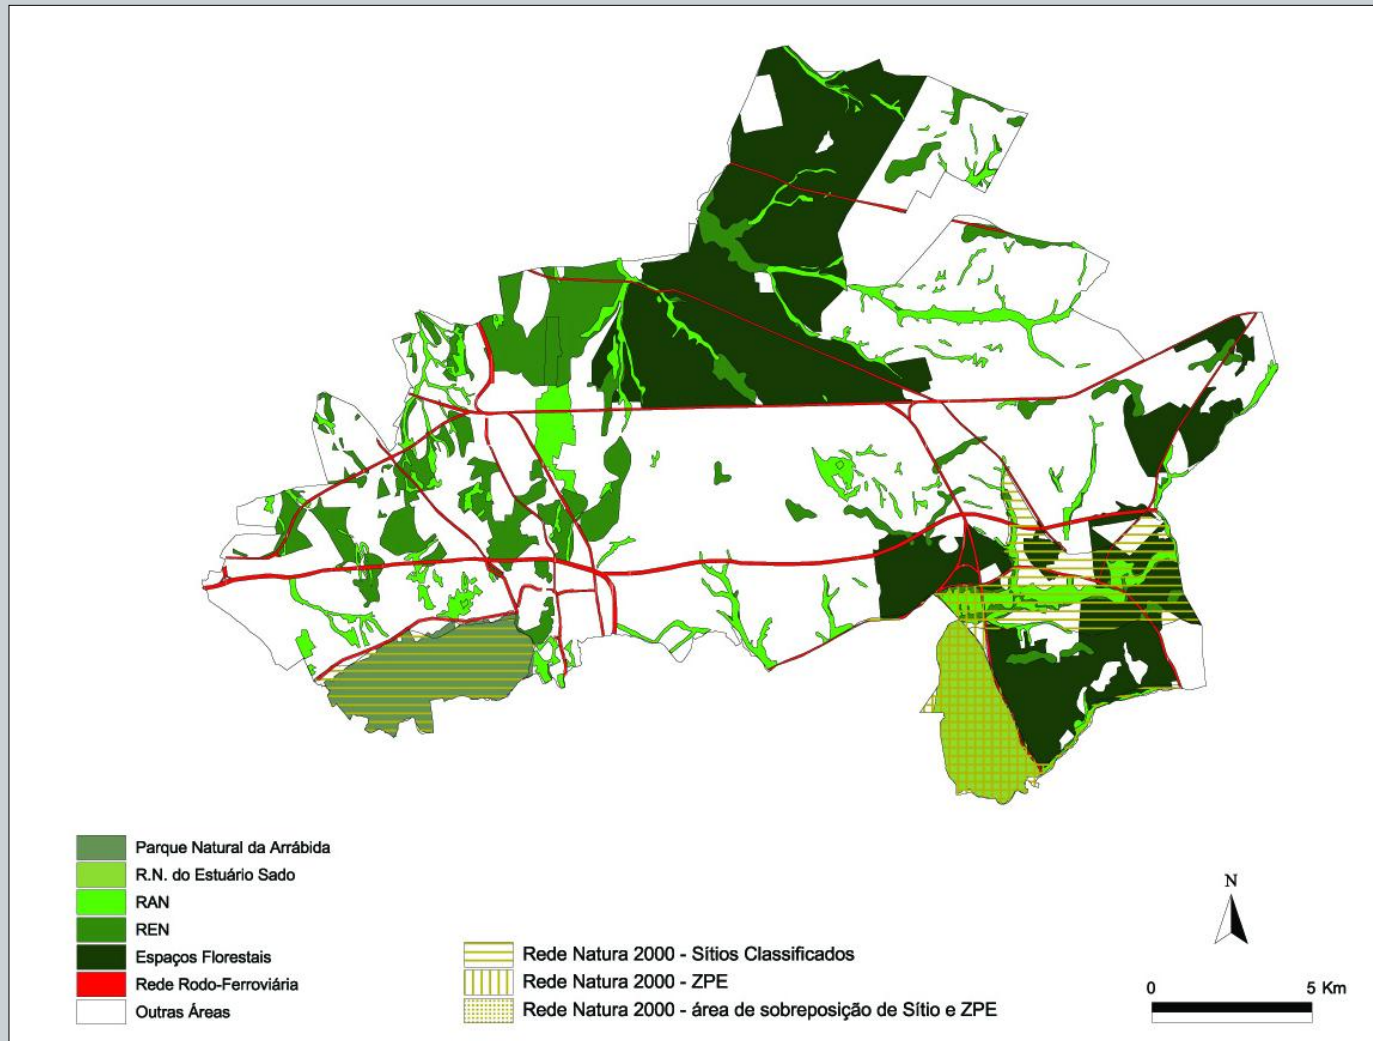 Parque Natural da Arrábida
R.N. do Estuário Sado
RAN
REN
Espaços Florestais
Rede Rodo-Ferroviária
Outras Áreas
Rede Natura 2000 - Sítios Classificados
Rede Natura 2000 - ZPE
Rede Natura 2000 - área de sobreposição de Sítio e ZPE
N
0 5 Km